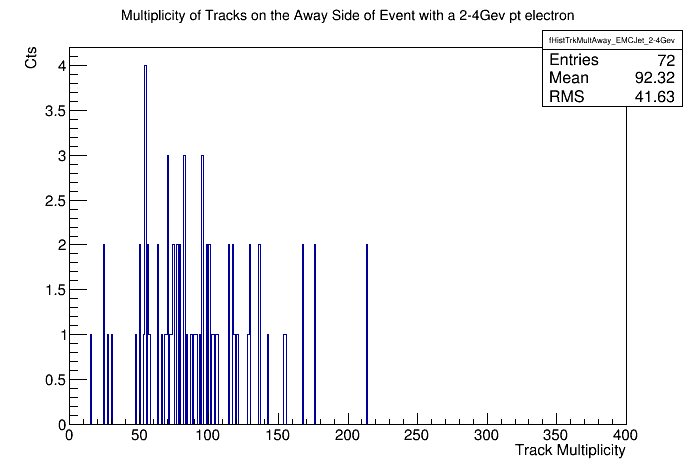 Multiplicity of Tracks on the Away Side of Event with a 2-4Gev pt electron
fHistTrkMultAway_EMCJet_2-4Gev
Entries 72
Mean 92.32
RMS 41.63
Cts
4
3.5
3
2.5
2
1.5
1
0.5
0
0 50 100 150 200 250 300 350 400
Track Multiplicity